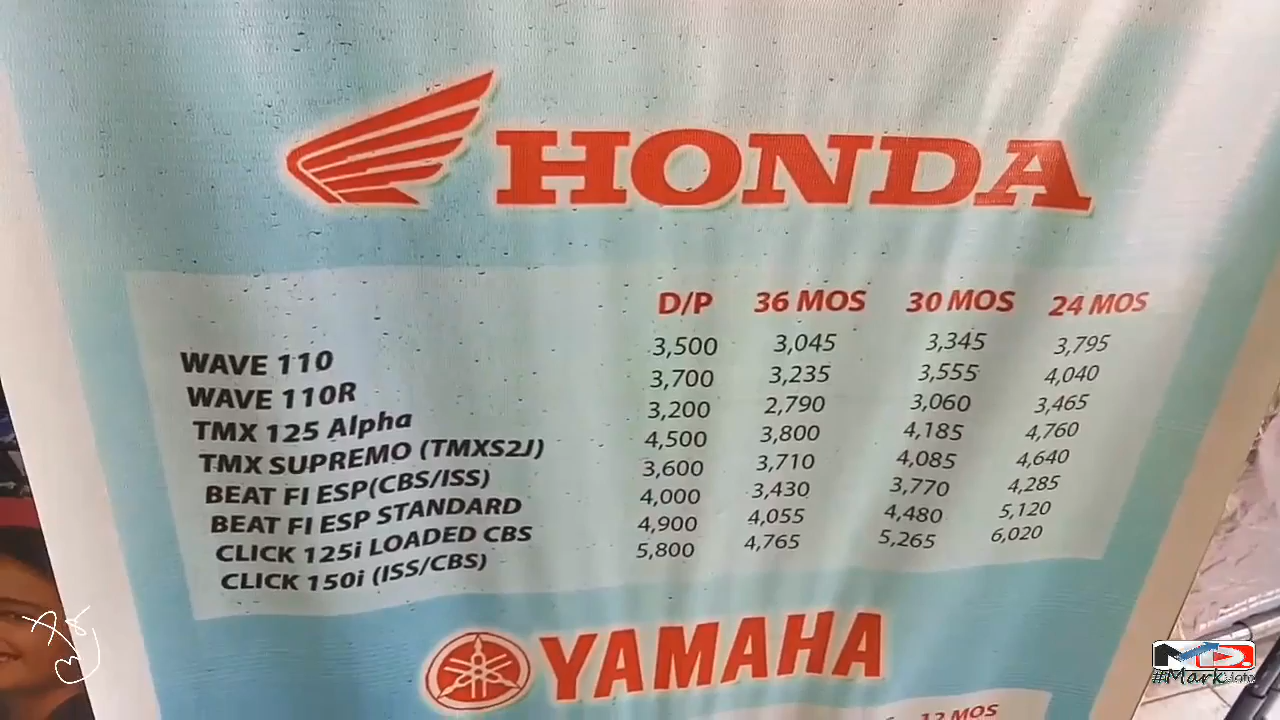 HONDA
D/P 36 MOS 30 MOS 24 MOS
WAVE 110 3,500 3,045 3,345 3,795
WAVE 110R 3,700 3,235 3,555 4,040
TMX 125 Alpha 3,200 2,790 3,060 3,465
TMX SUPREMO (TMXS2J) 4,500 3,800 4,185 4,760
BEAT FI ESP(CBS/ISS) 3,600 3,710 4,085 4,640
BEAT FI ESP STANDARD 4,000 3,430 3,770 4,285
CLICK 125i LOADED CBS 4,900 4,055 4,480 5,120
CLICK 150i (ISS/CBS) 5,800 4,765 5,265 6,020
YAMAHA
12 MOS
#Mark